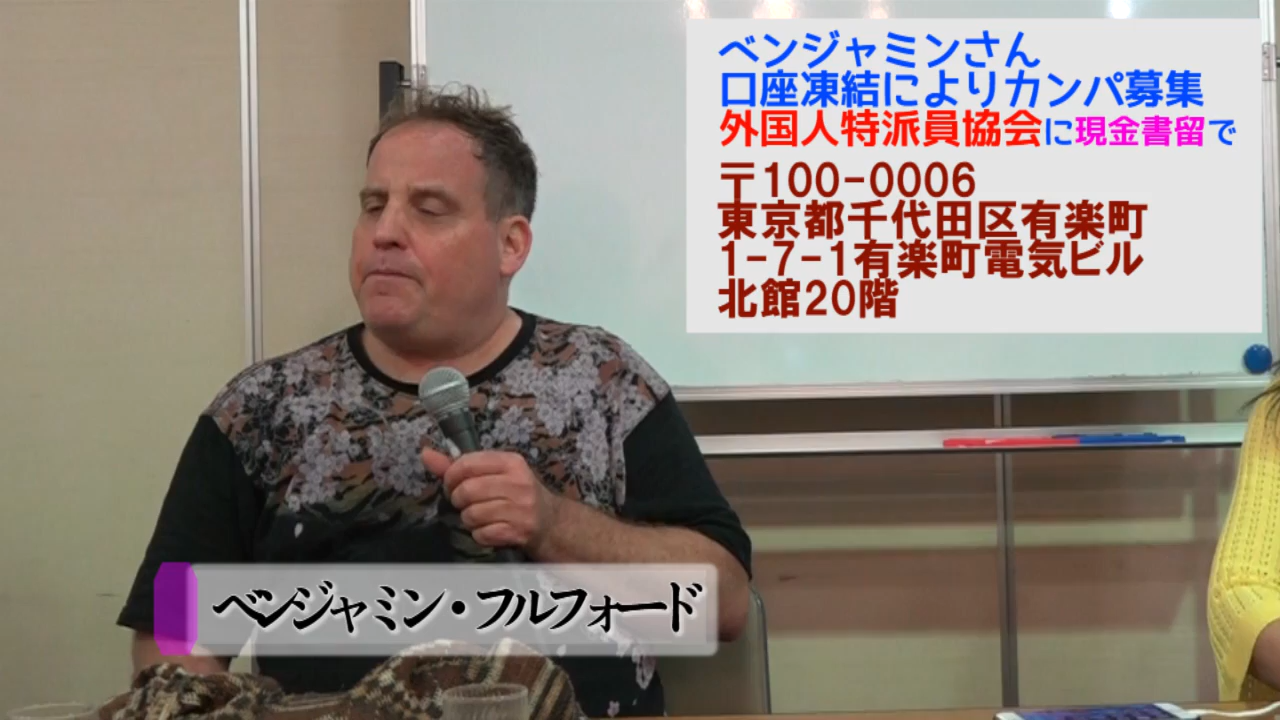 ベンジャミンさん
口座凍結によりカンパ募集
外国人特派員協会に現金書留で
〒100-0006
東京都千代田区有楽町
1-7-1有楽町電気ビル
北館20階
ベンジャミン・フルフォード